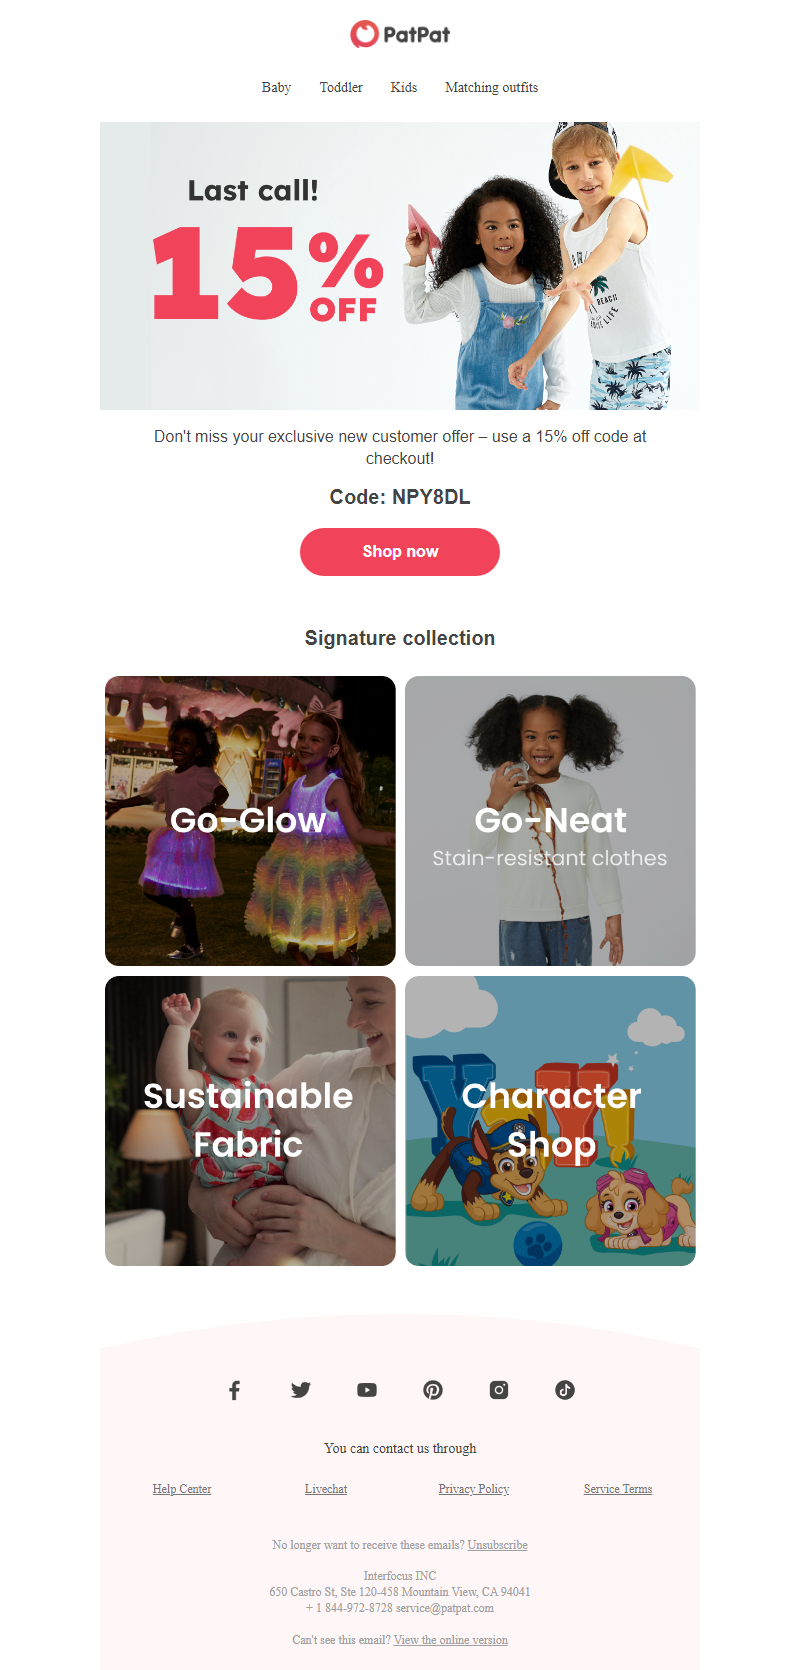 PatPat
Baby Toddler Kids Matching outfits
Last call!
15% OFF
BEACH
LIFE
Don't miss your exclusive new customer offer – use a 15% off code at
checkout!
Code: NPY8DL
Shop now
Signature collection
Go-Glow
Go-Neat
Stain-resistant clothes
Sustainable
Fabric
Character
Shop
You can contact us through
Help Center Livechat Privacy Policy Service Terms
No longer want to receive these emails? Unsubscribe
Interfocus INC
650 Castro St, Ste 120-458 Mountain View, CA 94041
+ 1 844-972-8728 service@patpat.com
Can't see this email? View the online version